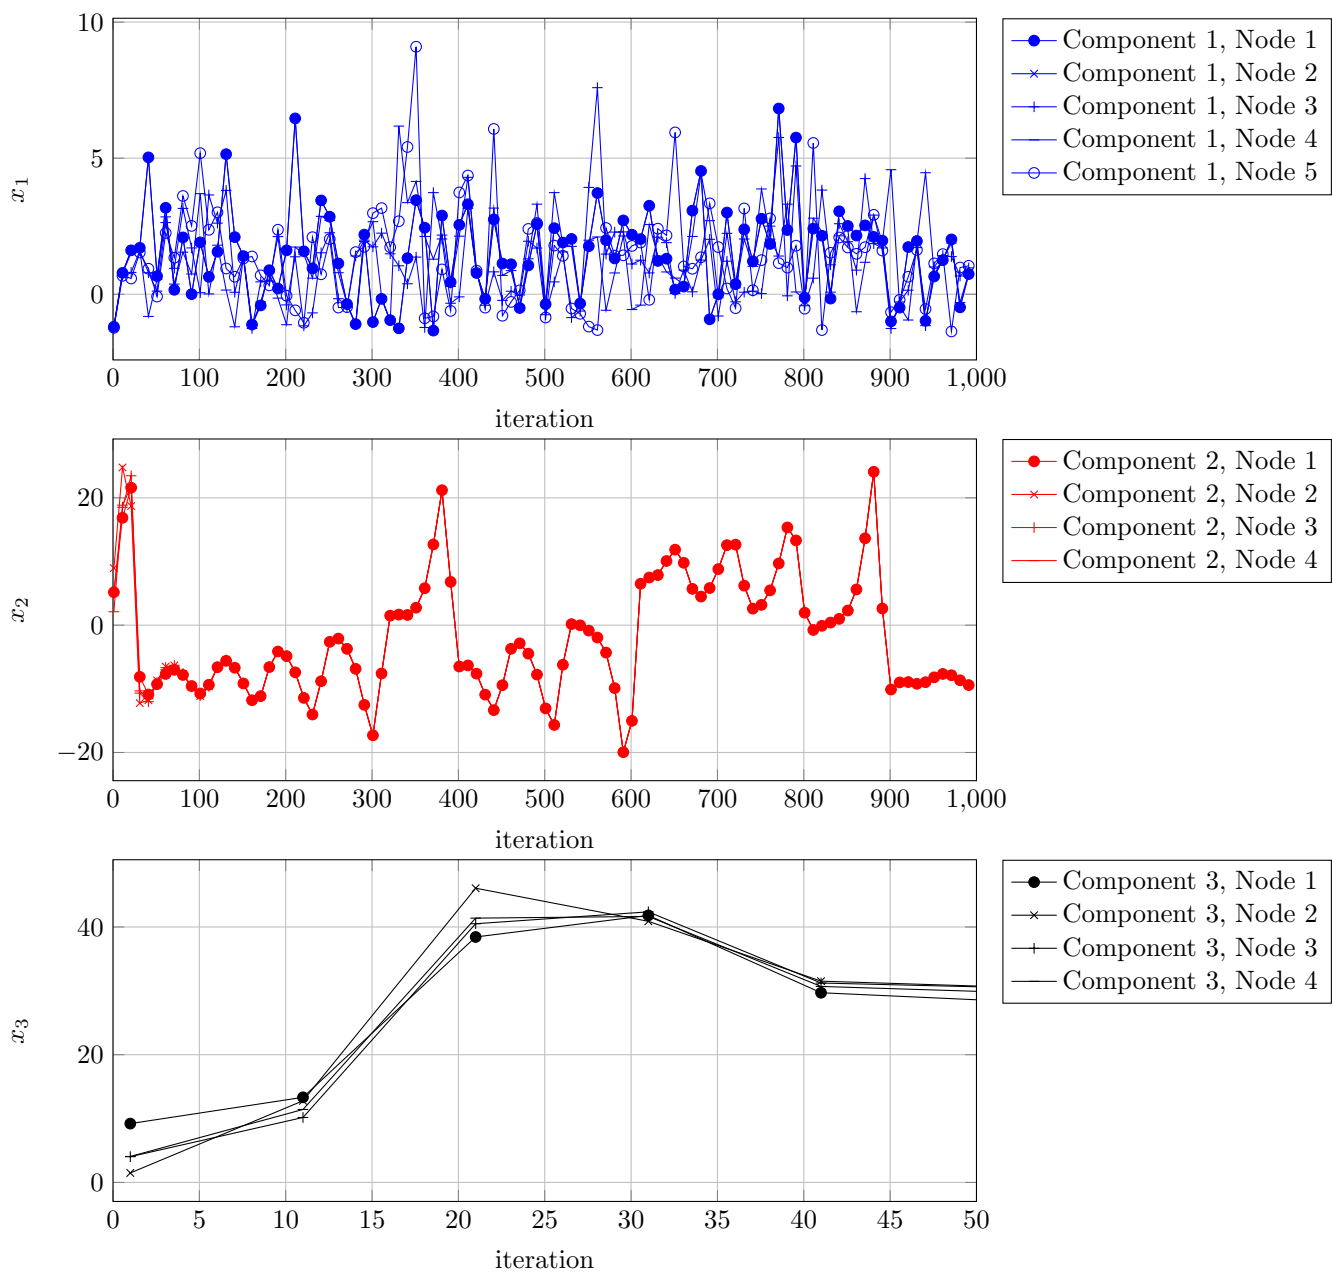 10
5
0
x1
0 100 200 300 400 500 600 700 800 900 1,000
iteration
Component 1, Node 1
Component 1, Node 2
Component 1, Node 3
Component 1, Node 4
Component 1, Node 5
20
0
−20
x2
0 100 200 300 400 500 600 700 800 900 1,000
iteration
Component 2, Node 1
Component 2, Node 2
Component 2, Node 3
Component 2, Node 4
40
20
0
x3
0 5 10 15 20 25 30 35 40 45 50
iteration
Component 3, Node 1
Component 3, Node 2
Component 3, Node 3
Component 3, Node 4